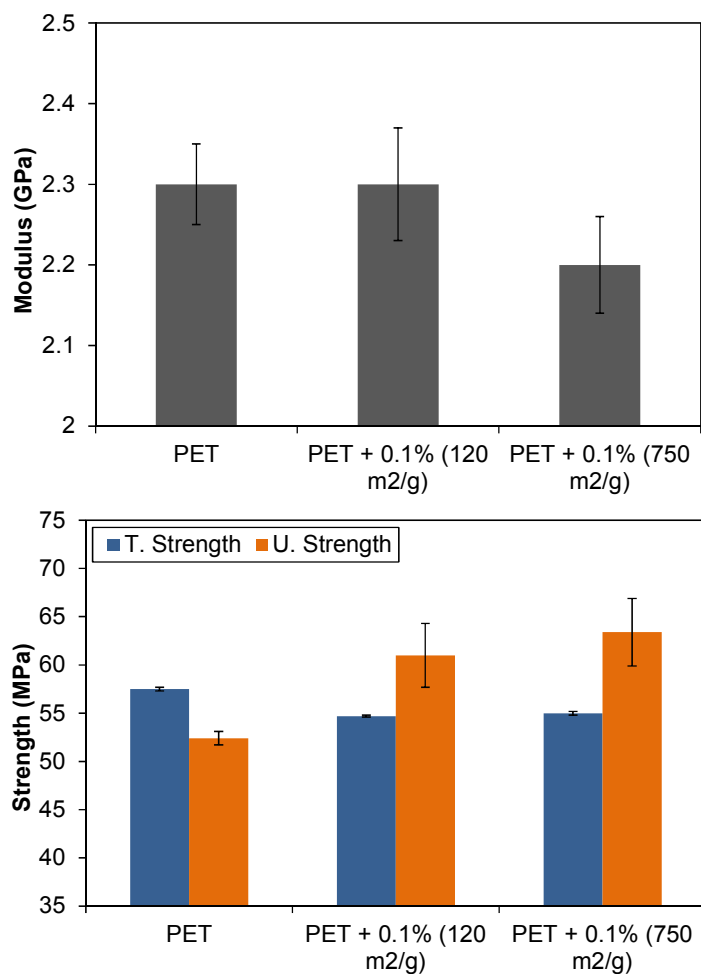 2.5
2.4
2.3
2.2
2.1
2
Modulus (GPa)
PET
PET + 0.1% (120
m2/g)
PET + 0.1% (750
m2/g)
75
70
65
60
55
50
45
40
35
Strength (MPa)
T. Strength
U. Strength
PET
PET + 0.1% (120
m2/g)
PET + 0.1% (750
m2/g)